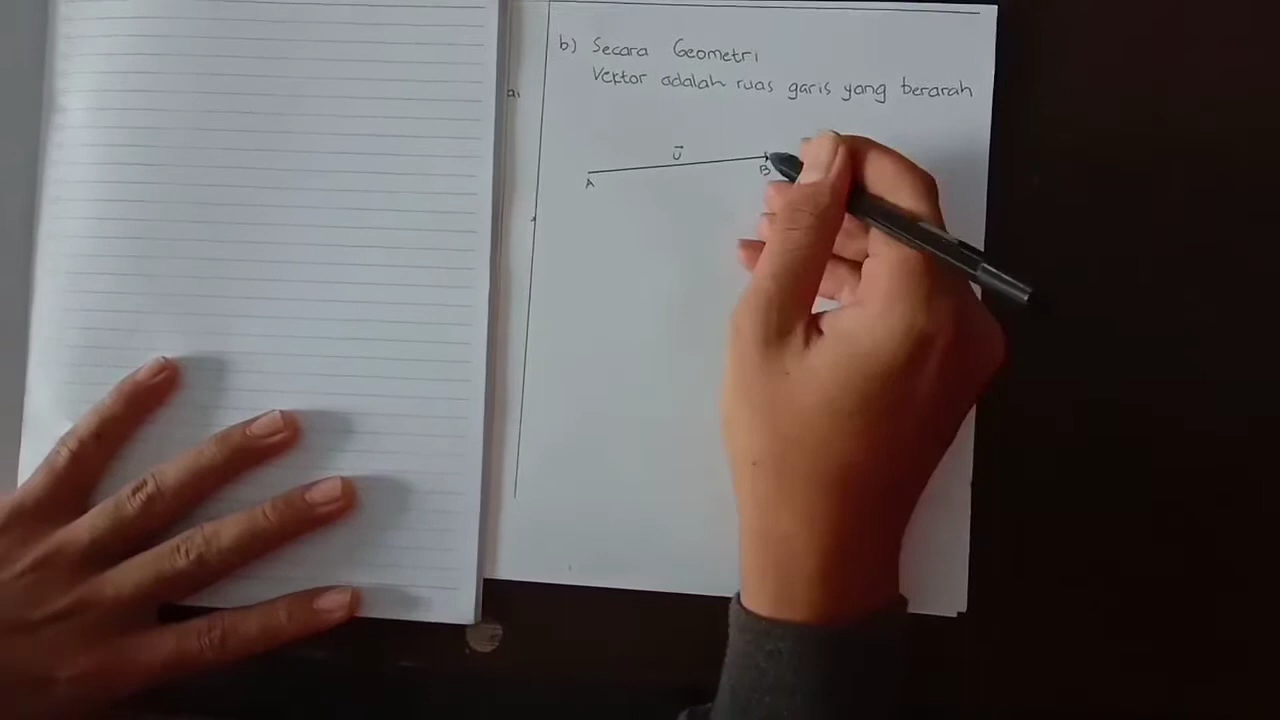 b) Secara Geometri
Vektor adalah ruas garis yang berarah
u⃗
A
B